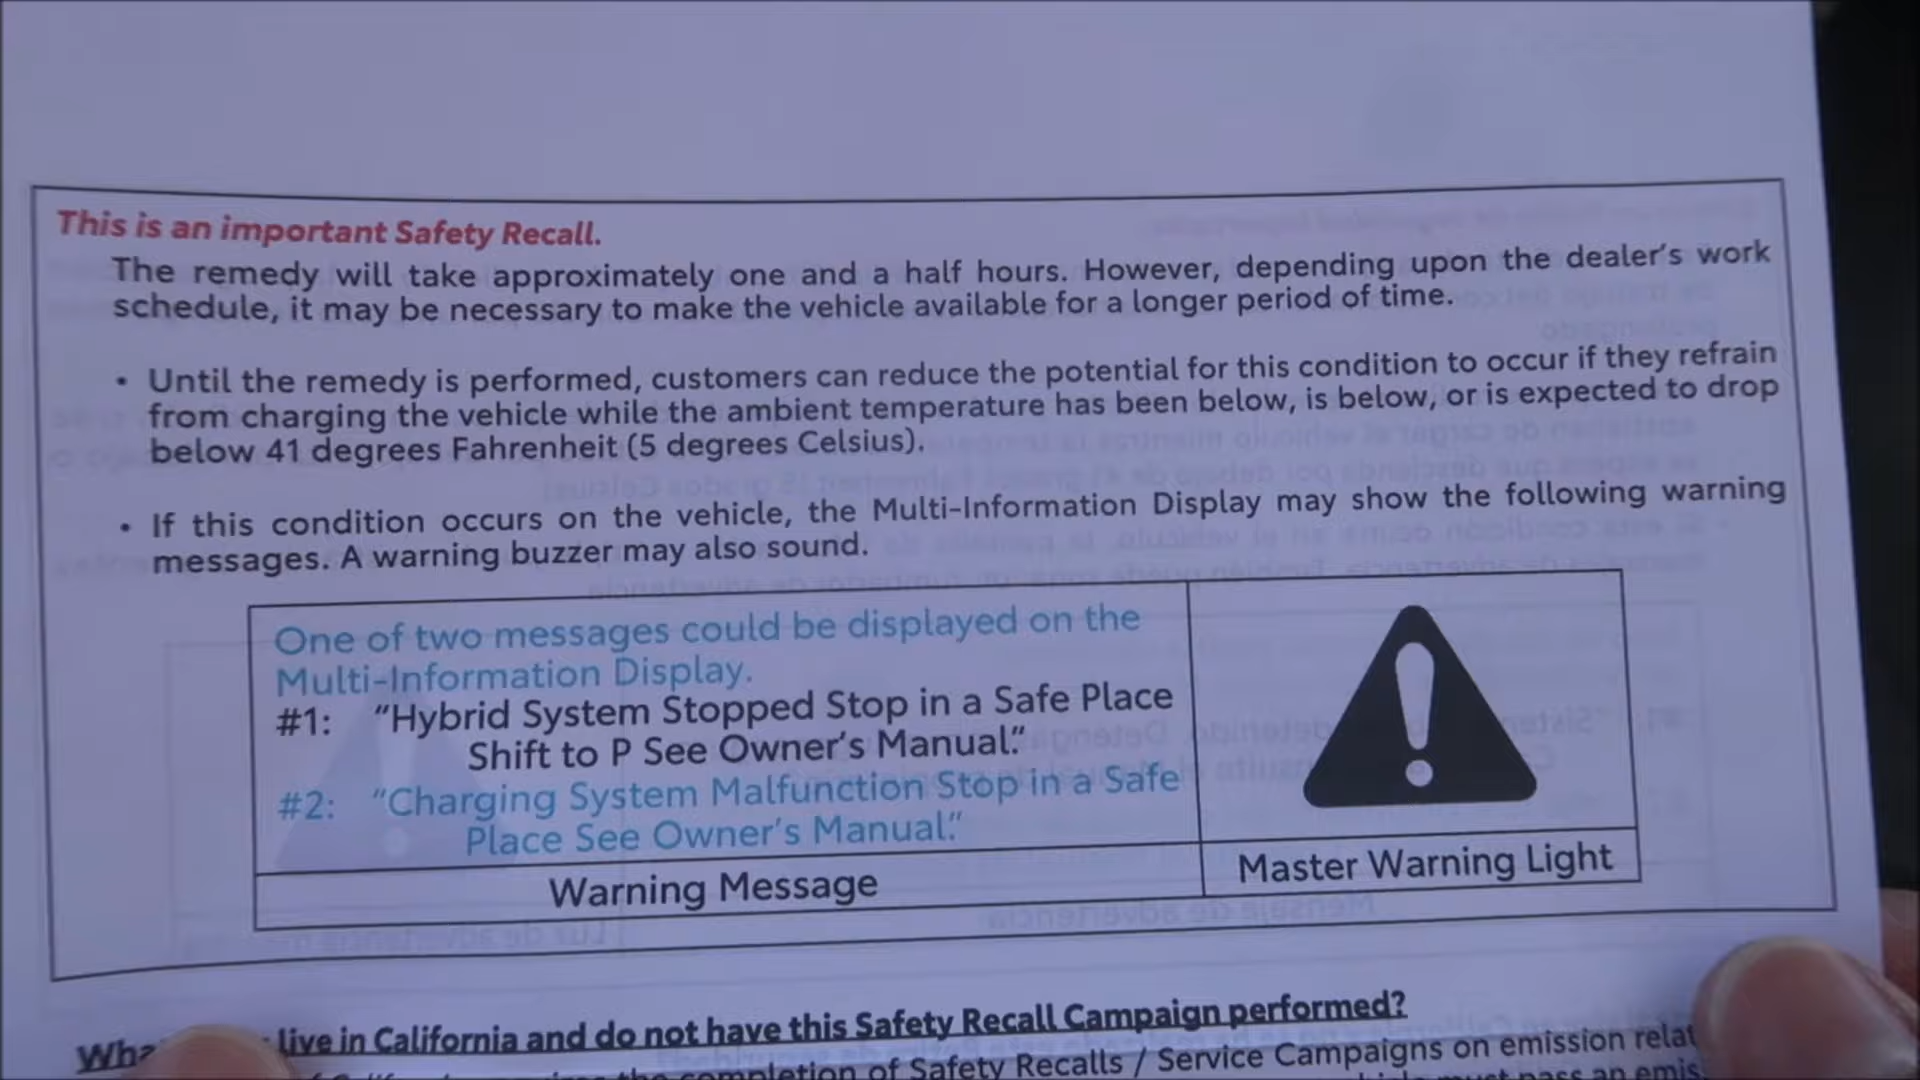 This is an important Safety Recall.
The remedy will take approximately one and a half hours. However, depending upon the dealer's work
schedule, it may be necessary to make the vehicle available for a longer period of time.
• Until the remedy is performed, customers can reduce the potential for this condition to occur if they refrain
from charging the vehicle while the ambient temperature has been below, is below, or is expected to drop
below 41 degrees Fahrenheit (5 degrees Celsius).
• If this condition occurs on the vehicle, the Multi-Information Display may show the following warning
messages. A warning buzzer may also sound.
One of two messages could be displayed on the
Multi-Information Display.
#1: "Hybrid System Stopped Stop in a Safe Place
Shift to P See Owner's Manual."
#2: "Charging System Malfunction Stop in a Safe
Place See Owner's Manual."
Warning Message
Master Warning Light
live in California and do not have this Safety Recall Campaign performed?
the completion of Safety Recalls / Service Campaigns on emission
must pass an